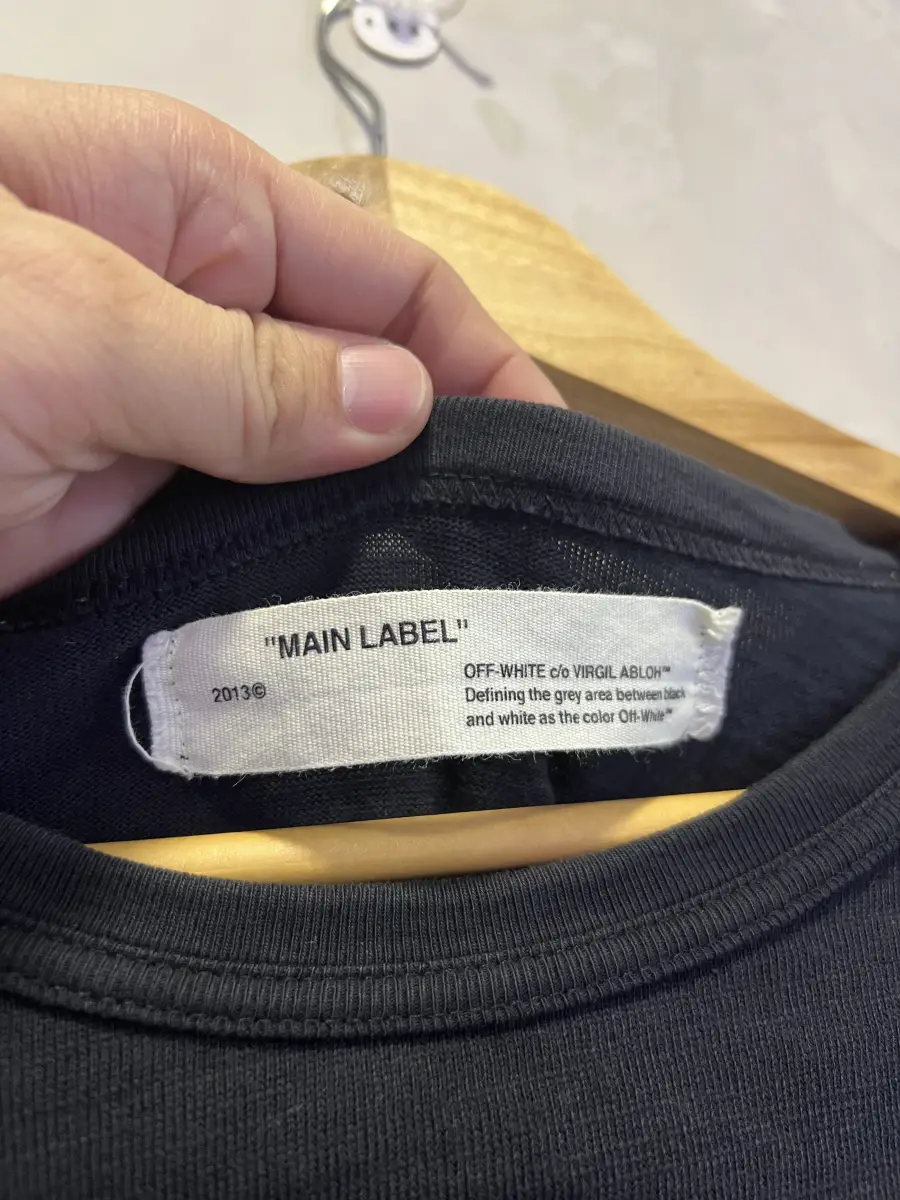 "MAIN LABEL"
2013©
OFF-WHITE c/o VIRGIL ABLOH™
Defining the grey area between black
and white as the color Off-White™